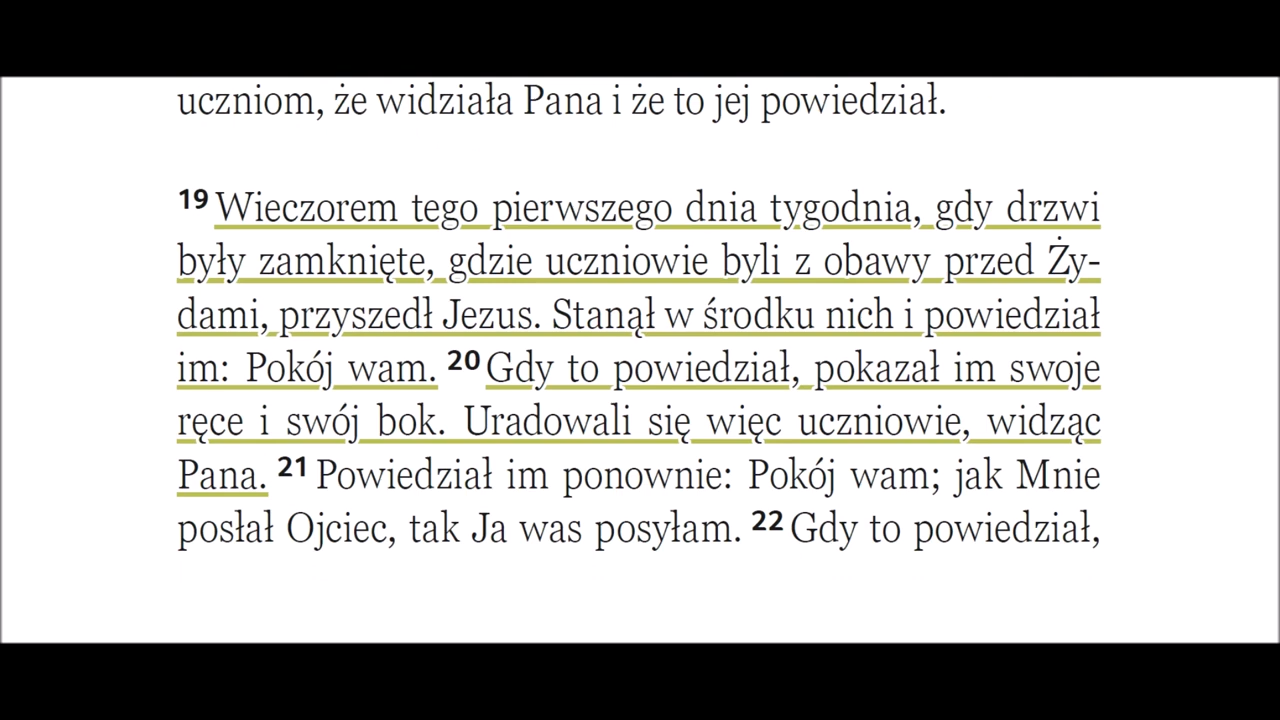 uczniom, że widziała Pana i że to jej powiedział.
19 Wieczorem tego pierwszego dnia tygodnia, gdy drzwi
były zamknięte, gdzie uczniowie byli z obawy przed Ży-
dami, przyszedł Jezus. Stanął w środku nich i powiedział
im: Pokój wam. 20 Gdy to powiedział, pokazał im swoje
ręce i swój bok. Uradowali się więc uczniowie, widząc
Pana. 21 Powiedział im ponownie: Pokój wam; jak Mnie
posłał Ojciec, tak Ja was posyłam. 22 Gdy to powiedział,